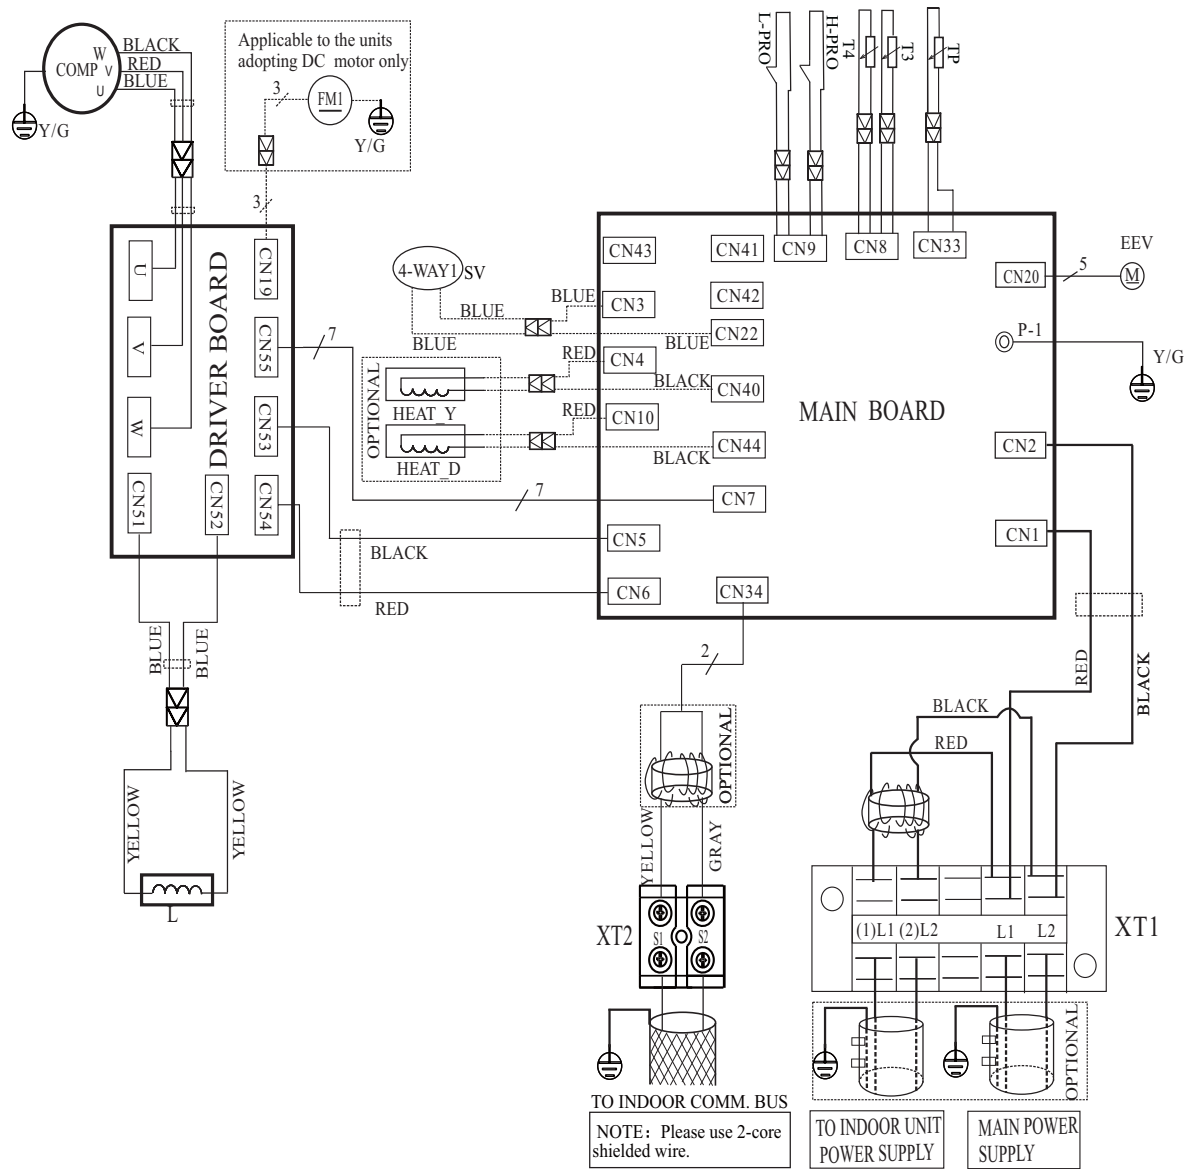 W
COMP V
U
BLACK
RED
BLUE
Y/G
Applicable to the units
adopting DC motor only
3
FM1
Y/G
3
L-PRO
H-PRO
T4
T3
TP
DRIVER BOARD
U
V
W
CN19
CN55
CN53
CN54
CN51
CN52
7
4-WAY1
SV
BLUE
BLUE
BLUE
BLUE
OPTIONAL
HEAT_Y
HEAT_D
RED
BLACK
RED
BLACK
7
BLACK
RED
MAIN BOARD
CN43
CN41
CN9
CN8
CN33
CN3
CN42
CN22
CN4
CN40
CN10
CN44
CN7
CN5
CN6
CN34
CN20
5
EEV
M
P-1
Y/G
CN2
CN1
BLUE
BLUE
YELLOW
YELLOW
L
2
OPTIONAL
YELLOW
GRAY
XT2
S1
S2
TO INDOOR COMM. BUS
NOTE: Please use 2-core
shielded wire.
RED
BLACK
BLACK
RED
(1)L1
(2)L2
L1
L2
XT1
OPTIONAL
TO INDOOR UNIT
POWER SUPPLY
MAIN POWER
SUPPLY